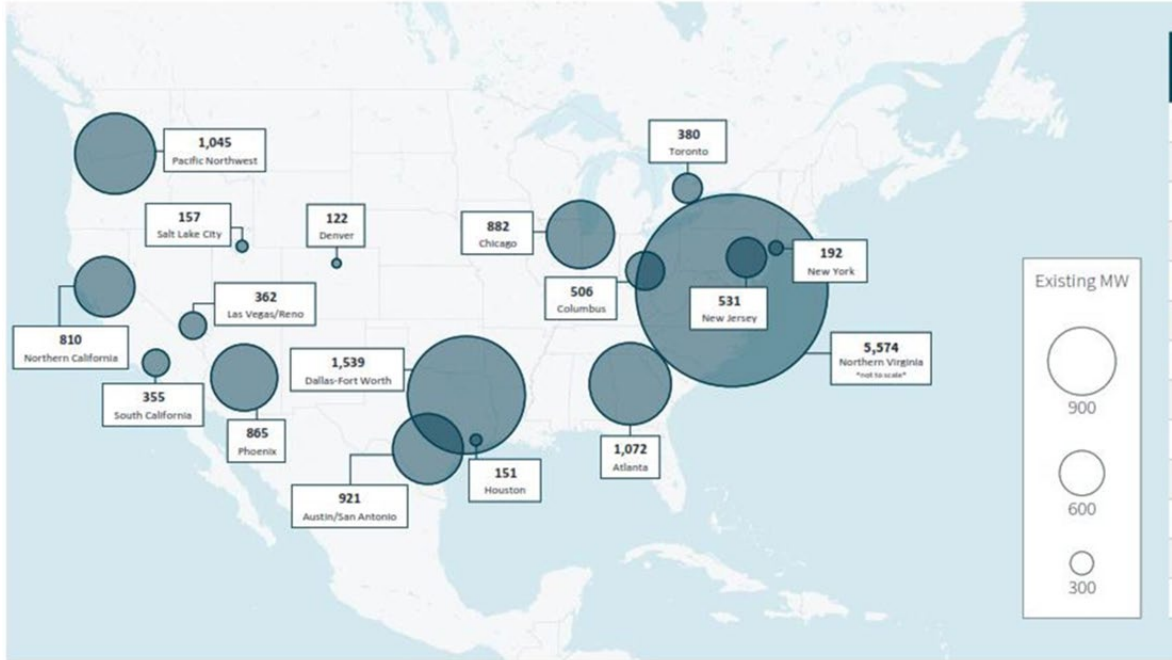 1,045
Pacific Northwest
380
Toronto
157
Salt Lake City
122
Denver
882
Chicago
192
New York
506
Columbus
531
New Jersey
362
Las Vegas/Reno
810
Northern California
1,539
Dallas-Fort Worth
5,574
Northern Virginia
*not to scale*
355
South California
865
Phoenix
1,072
Atlanta
151
Houston
921
Austin/San Antonio
Existing MW
900
600
300